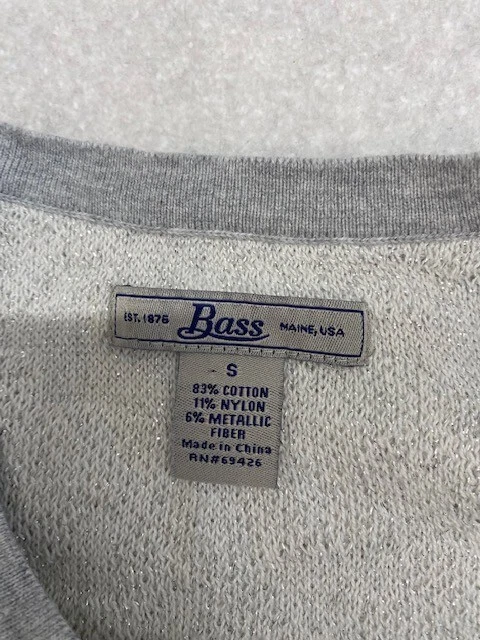 EST. 1876 Bass MAINE, USA
S
83% COTTON
11% NYLON
6% METALLIC
FIBER
Made in China
RN#69426